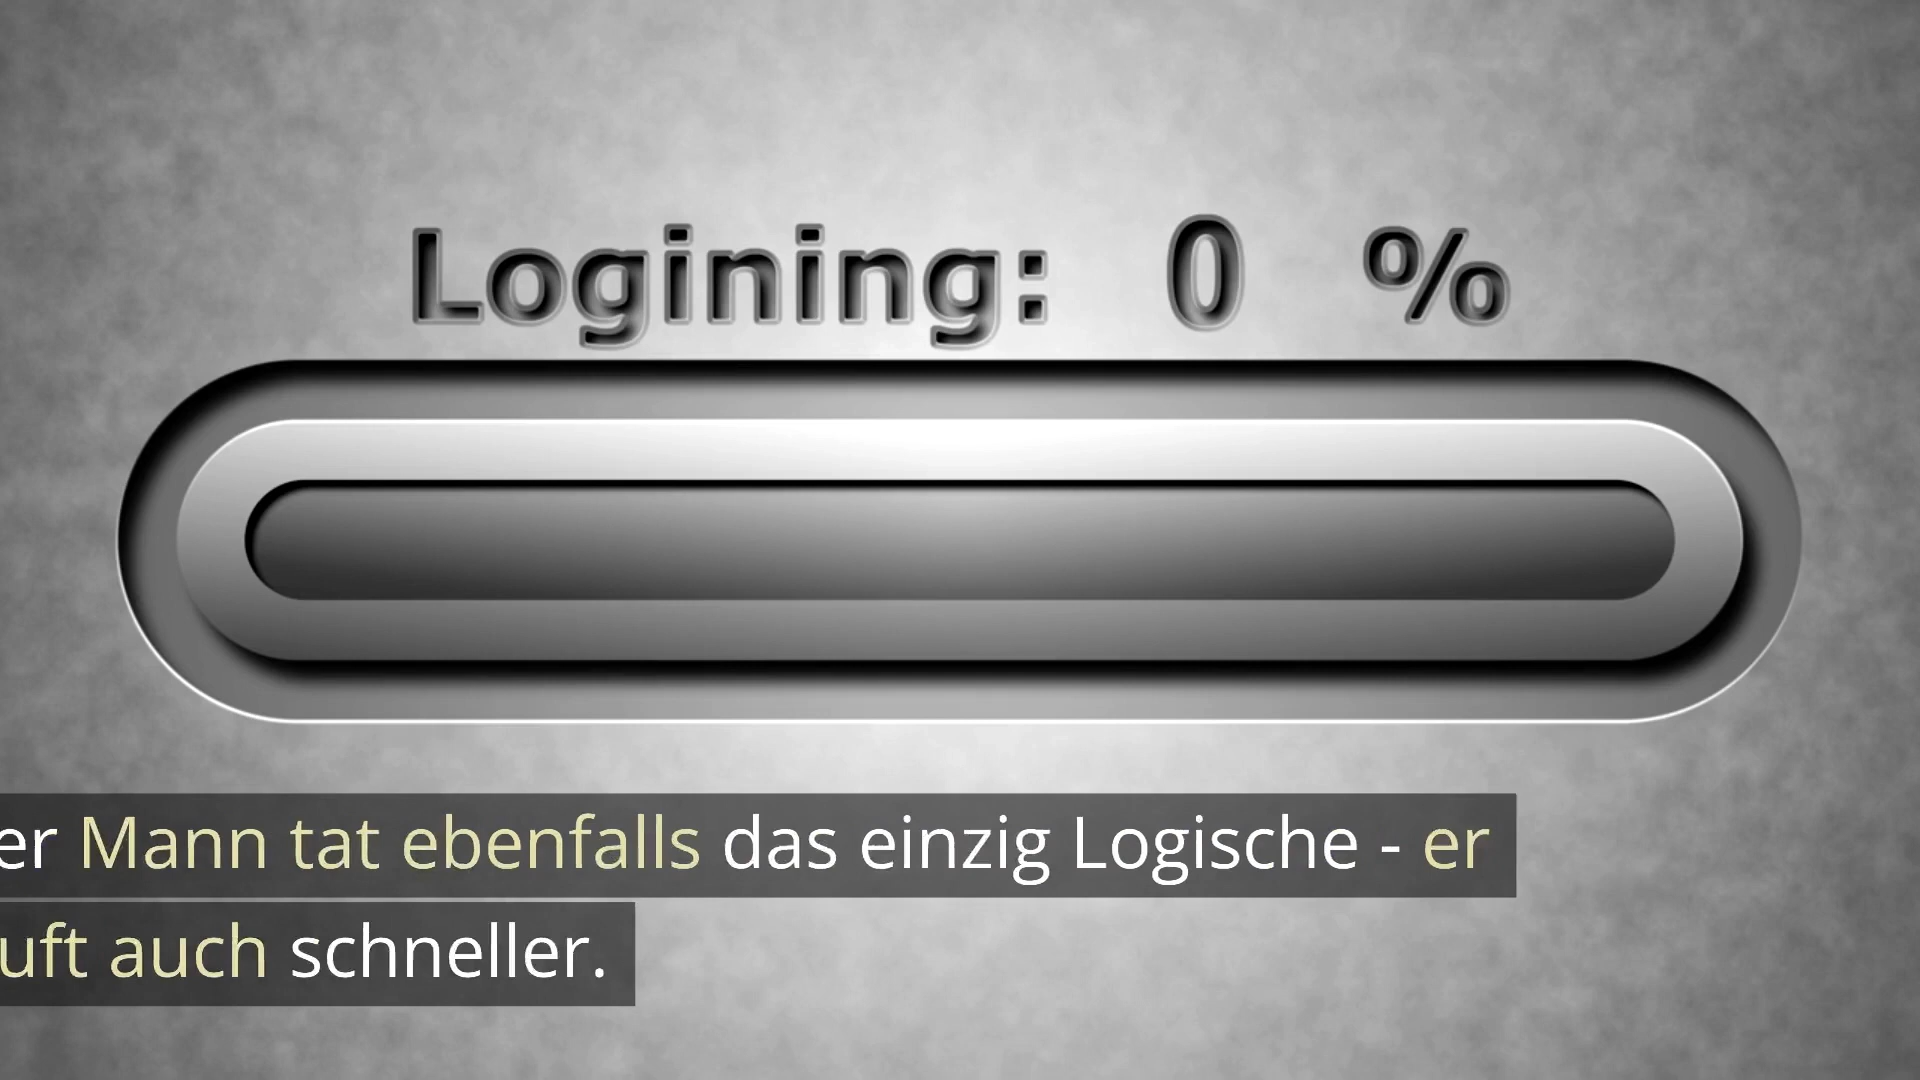 Logining: 0 %
er Mann tat ebenfalls das einzig Logische - er
uft auch schneller.